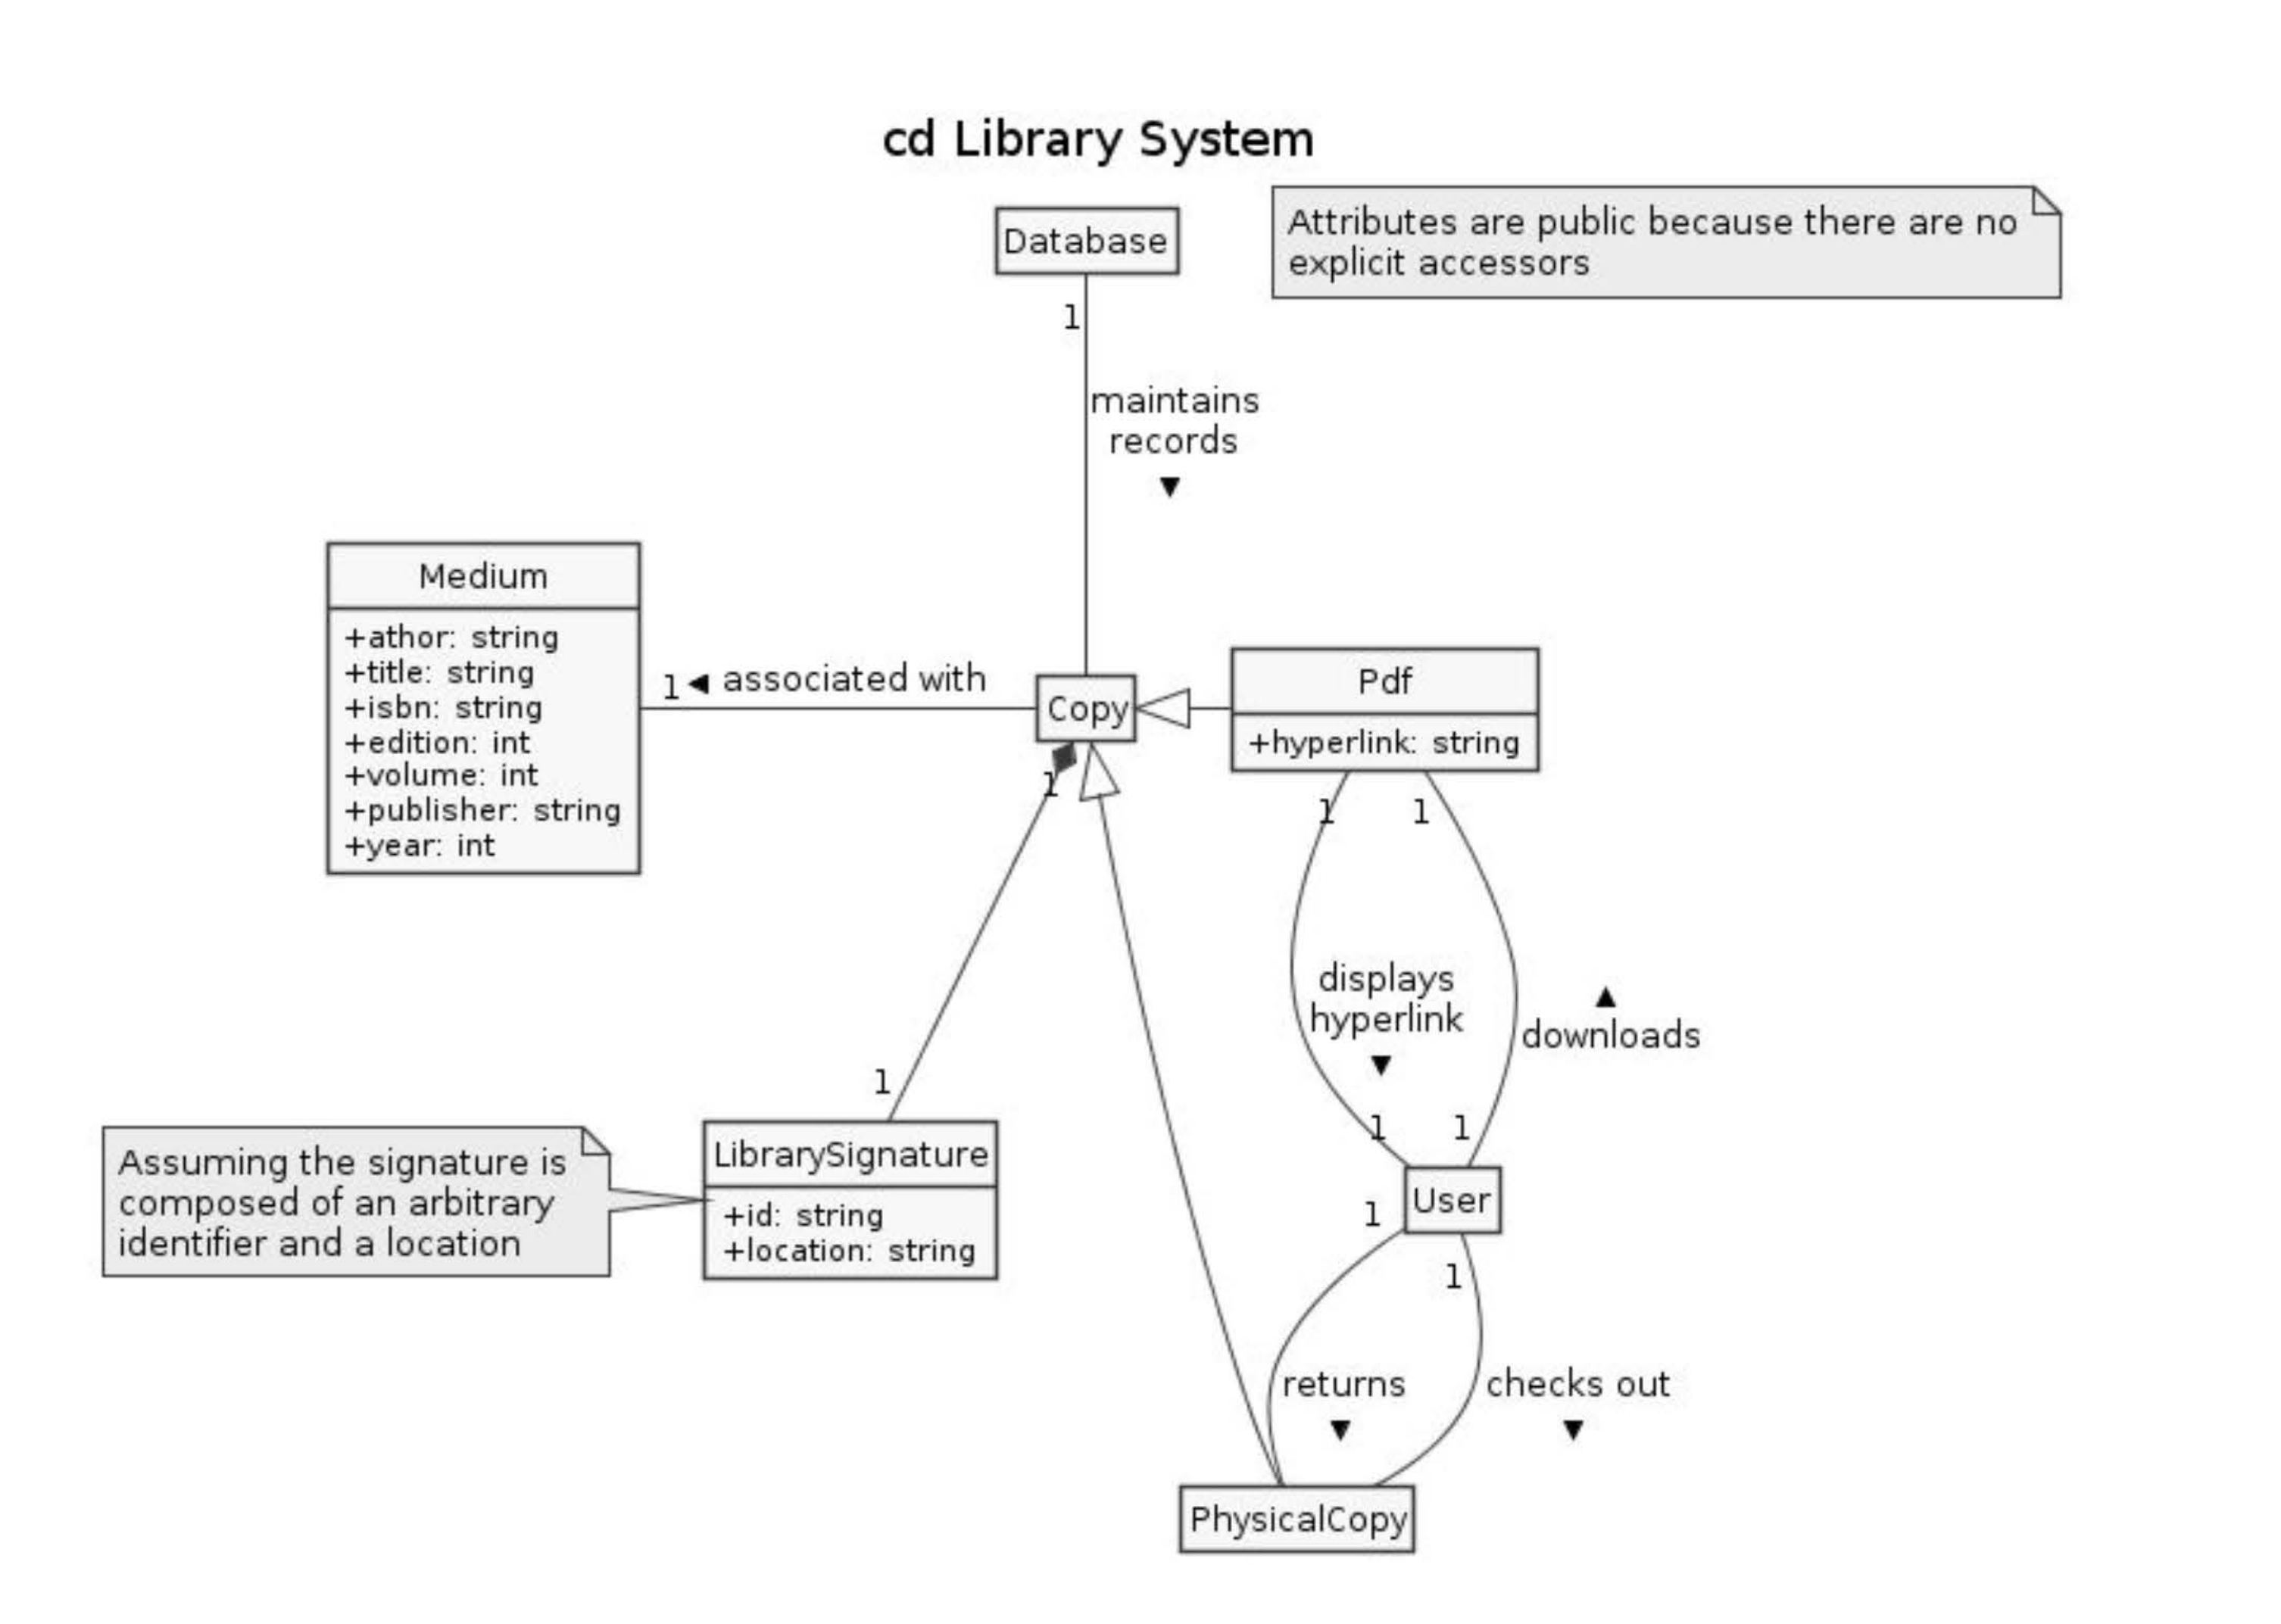 cd Library System
Database
Attributes are public because there are no
explicit accessors
1
maintains
records
▼
Medium
+athor: string
+title: string
+isbn: string
+edition: int
+volume: int
+publisher: string
+year: int
1
◄ associated with
Copy
Pdf
+hyperlink: string
1
1
1
displays
hyperlink
▼
▲
downloads
1
1
1
Assuming the signature is
composed of an arbitrary
identifier and a location
LibrarySignature
+id: string
+location: string
User
1
1
returns
▼
checks out
▼
PhysicalCopy